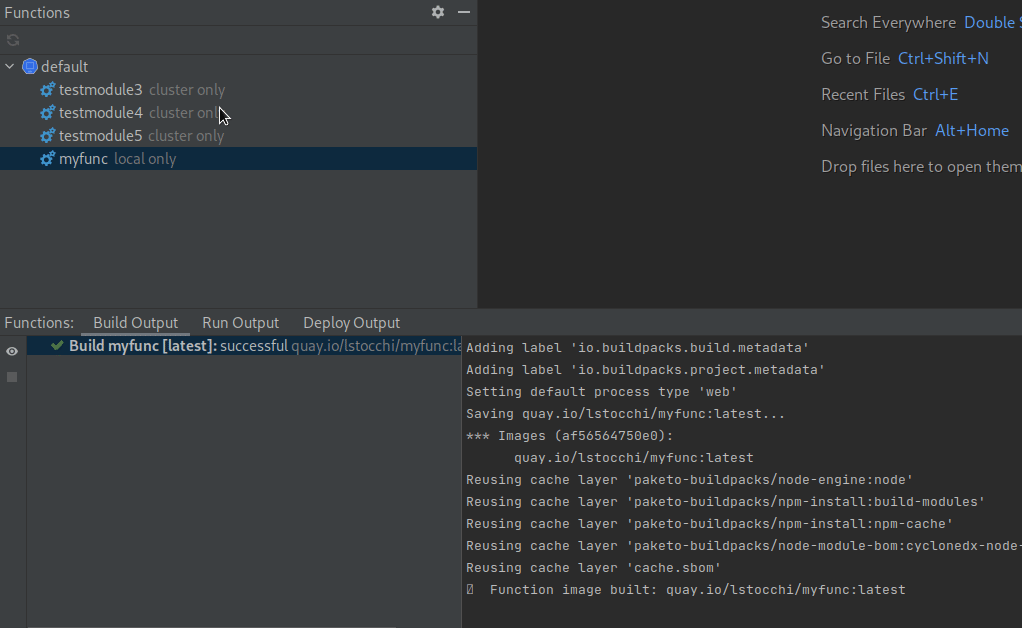 Functions
default
testmodule3 cluster only
testmodule4 cluster only
testmodule5 cluster only
myfunc local only
Search Everywhere Double S
Go to File Ctrl+Shift+N
Recent Files Ctrl+E
Navigation Bar Alt+Home
Drop files here to open them
Functions: Build Output Run Output Deploy Output
Build myfunc [latest]: successful quay.io/lstocchi/myfunc:la
Adding label 'io.buildpacks.build.metadata'
Adding label 'io.buildpacks.project.metadata'
Setting default process type 'web'
Saving quay.io/lstocchi/myfunc:latest...
*** Images (af56564750e0):
quay.io/lstocchi/myfunc:latest
Reusing cache layer 'paketo-buildpacks/node-engine:node'
Reusing cache layer 'paketo-buildpacks/npm-install:build-modules'
Reusing cache layer 'paketo-buildpacks/npm-install:npm-cache'
Reusing cache layer 'paketo-buildpacks/node-module-bom:cyclonedx-node-
Reusing cache layer 'cache.sbom'
Function image built: quay.io/lstocchi/myfunc:latest